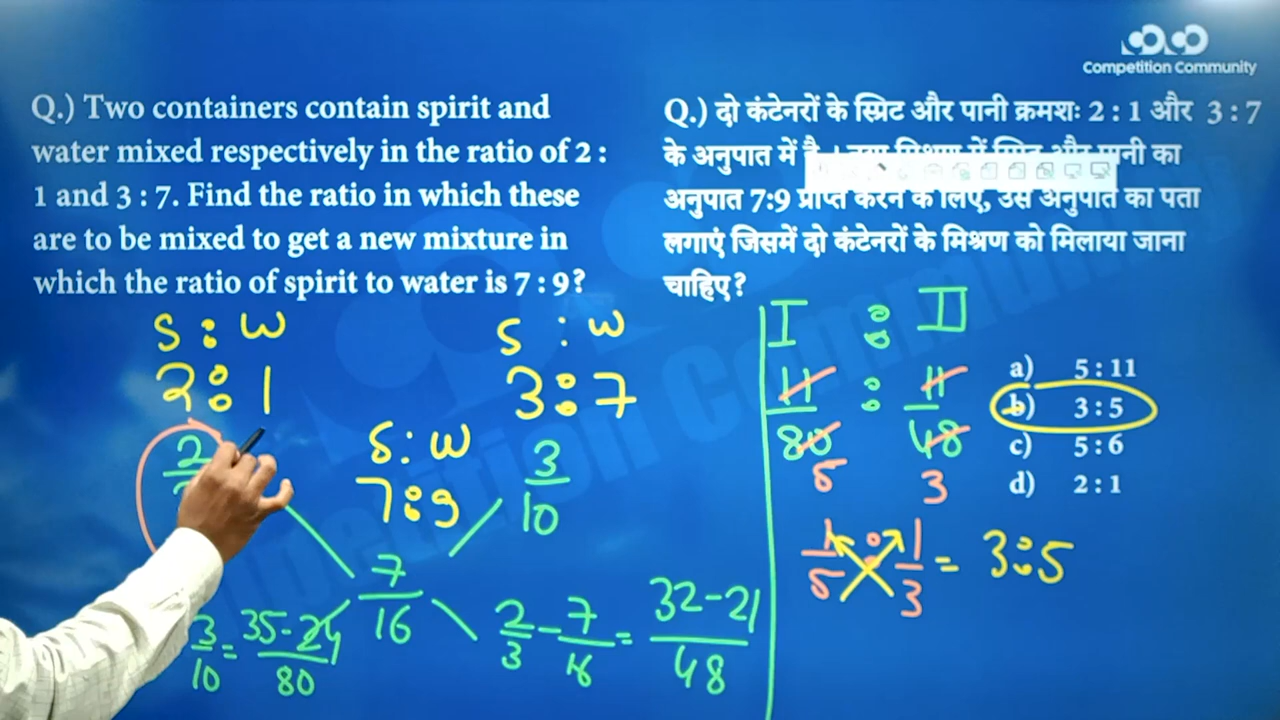 Competition Community
Q.) Two containers contain spirit and
water mixed respectively in the ratio of 2 :
1 and 3 : 7. Find the ratio in which these
are to be mixed to get a new mixture in
which the ratio of spirit to water is 7 : 9?
Q.) दो कंटेनरों के स्प्रिट और पानी क्रमशः 2 : 1 और 3 : 7
के अनुपात में का
अनुपात 7:9 प्राप्त करने के लिए, उस अनुपात का पता
लगाएं जिसमें दो कंटेनरों के मिश्रण को मिलाया जाना
चाहिए?
S : W
2 : 1
S : W
3 : 7
S : W
7 : 9
2
3
10
7
16
3/10 = 35-24/80
2/3 - 7/16 = 32-21/48
I : II
11/80 : 11/48
5 3
1/5 : 1/3 = 3:5
a) 5 : 11
b) 3 : 5
c) 5 : 6
d) 2 : 1